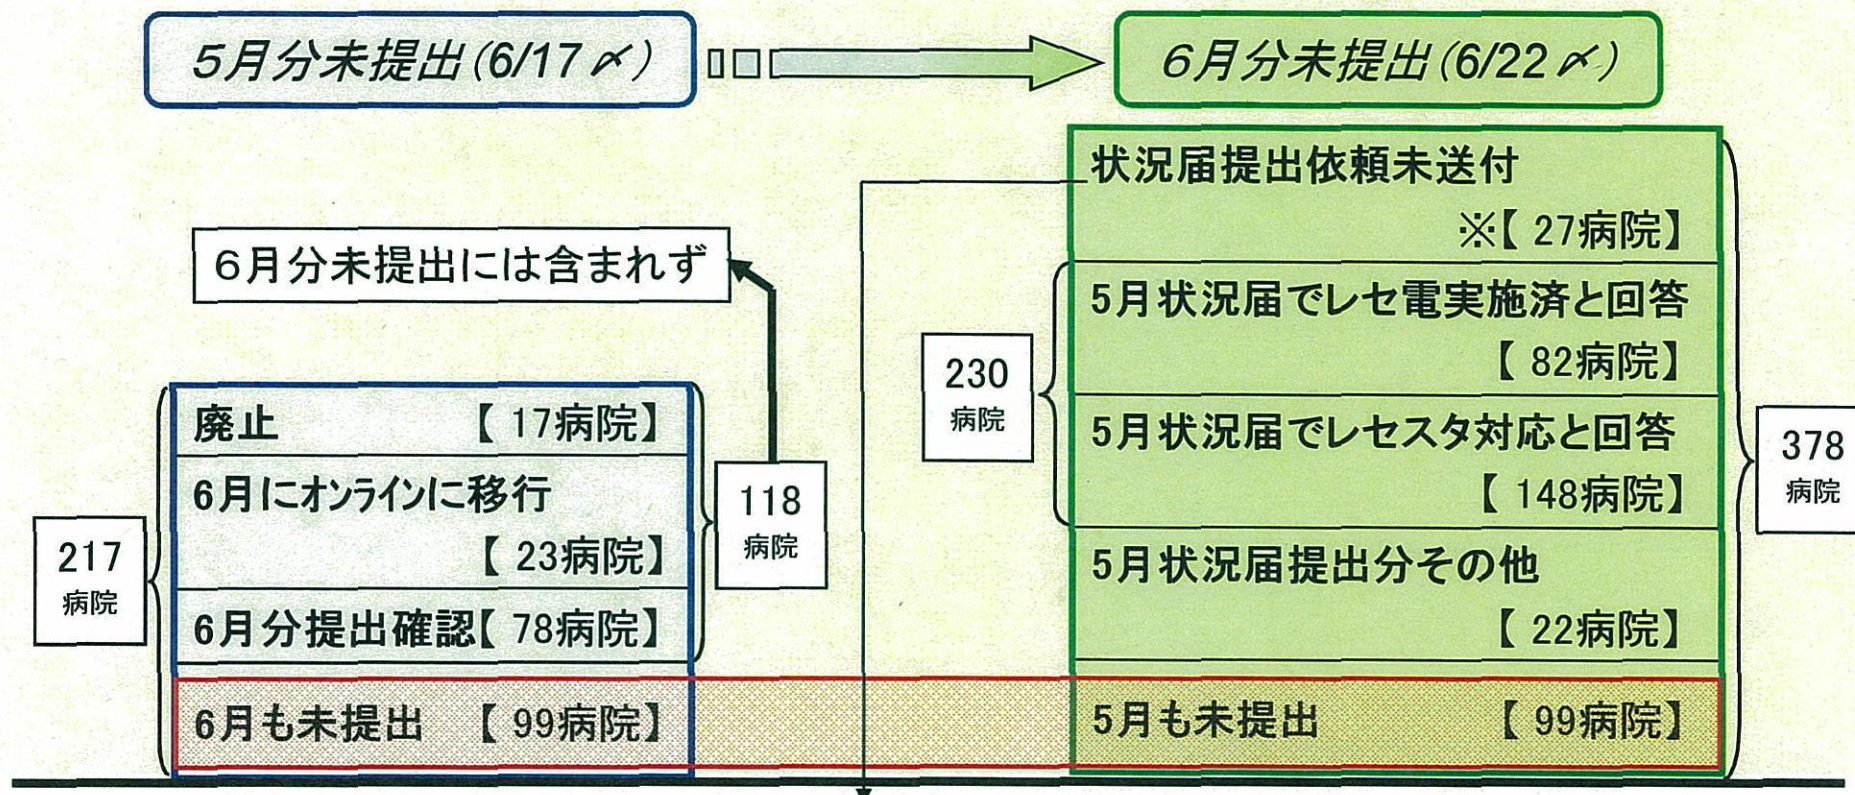 ５月分未提出(6/17〆)
６月分未提出(6/22〆)
６月分未提出には含まれず
217
病院
廃止 【 17病院】
6月にオンラインに移行
【 23病院】
6月分提出確認【 78病院】
6月も未提出 【 99病院】
118
病院
230
病院
状況届提出依頼未送付
※【 27病院】
5月状況届でレセ電実施済と回答
【 82病院】
5月状況届でレセスタ対応と回答
【 148病院】
5月状況届提出分その他
【 22病院】
5月も未提出 【 99病院】
378
病院